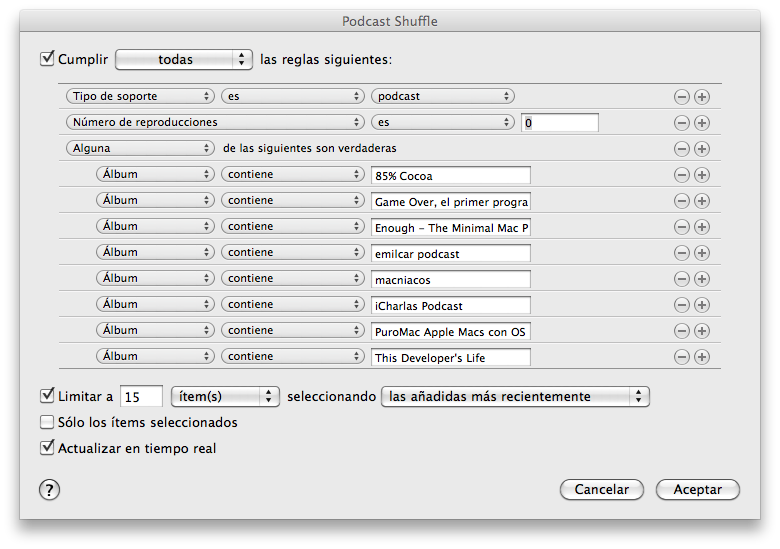 Podcast Shuffle
Cumplir todas las reglas siguientes:
Tipo de soporte es podcast
Número de reproducciones es 0
Alguna de las siguientes son verdaderas
Álbum contiene 85% Cocoa
Álbum contiene Game Over, el primer progra
Álbum contiene Enough - The Minimal Mac P
Álbum contiene emilcar podcast
Álbum contiene macniacos
Álbum contiene iCharlas Podcast
Álbum contiene PuroMac Apple Macs con OS
Álbum contiene This Developer's Life
Limitar a 15 ítem(s) seleccionando las añadidas más recientemente
Sólo los ítems seleccionados
Actualizar en tiempo real
? Cancelar Aceptar